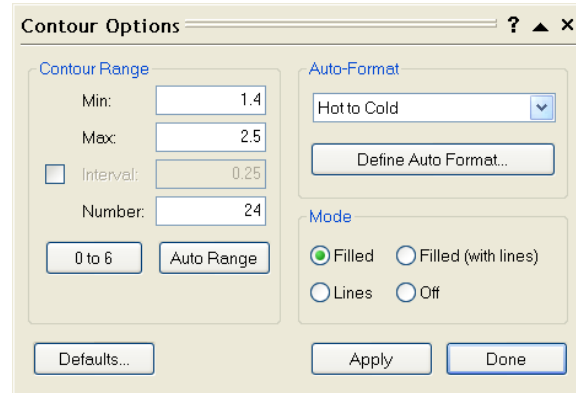 Contour Options ?
Contour Range
Min: 1.4
Max: 2.5
Interval: 0.25
Number: 24
0 to 6 Auto Range
Auto-Format
Hot to Cold
Define Auto Format...
Mode
Filled Filled (with lines)
Lines Off
Defaults... Apply Done